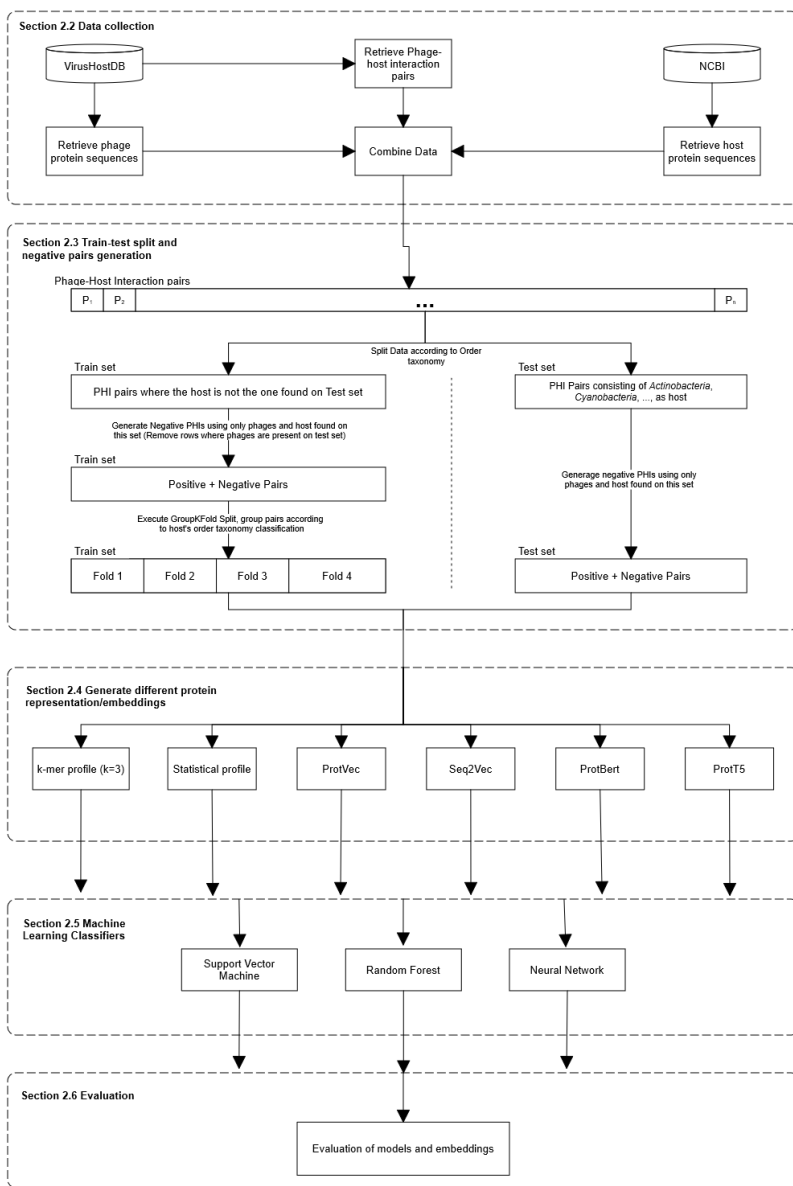 Section 2.2 Data collection
VirusHostDB
Retrieve Phage-
host interaction
pairs
NCBI
Retrieve phage
protein sequences
Combine Data
Retrieve host
protein sequences
Section 2.3 Train-test split and
negative pairs generation
Phage-Host Interaction pairs
P₁
P₂
...
Pₙ
Split Data according to Order
taxonomy
Train set
PHI pairs where the host is not the one found on Test set
Generate Negative PHIs using only phages and host found on
this set (Remove rows where phages are present on test set)
Train set
Positive + Negative Pairs
Execute GroupKFold Split, group pairs according
to host's order taxonomy classification
Train set
Fold 1
Fold 2
Fold 3
Fold 4
Test set
PHI Pairs consisting of Actinobacteria,
Cyanobacteria, ..., as host
Generage negative PHIs using only
phages and host found on this set
Test set
Positive + Negative Pairs
Section 2.4 Generate different protein
representation/embeddings
k-mer profile (k=3)
Statistical profile
ProtVec
Seq2Vec
ProtBert
ProtT5
Section 2.5 Machine
Learning Classifiers
Support Vector
Machine
Random Forest
Neural Network
Section 2.6 Evaluation
Evaluation of models and embeddings